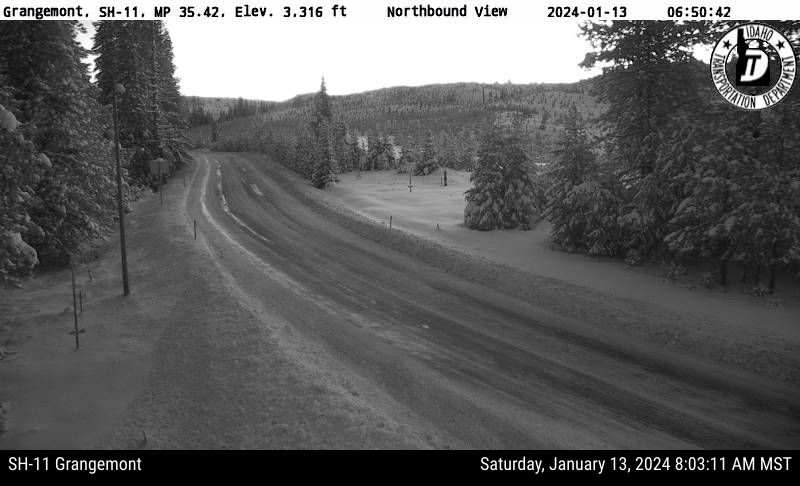 Grangemont, SH-11, MP 35.42, Elev. 3,316 ft Northbound View 2024-01-13 06:50:42
IDAHO
TRANSPORTATION DEPARTMENT
SH-11 Grangemont Saturday, January 13, 2024 8:03:11 AM MST